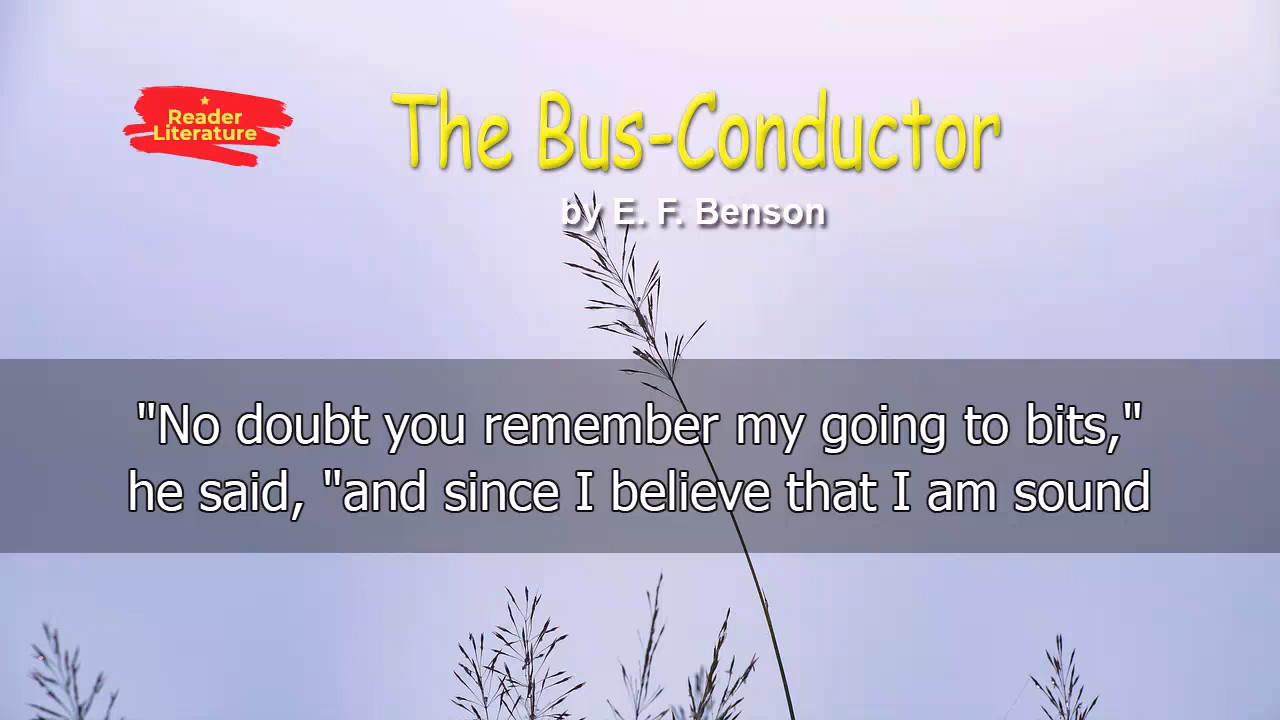 Reader
Literature
The Bus-Conductor
by E. F. Benson
"No doubt you remember my going to bits,"
he said, "and since I believe that I am sound